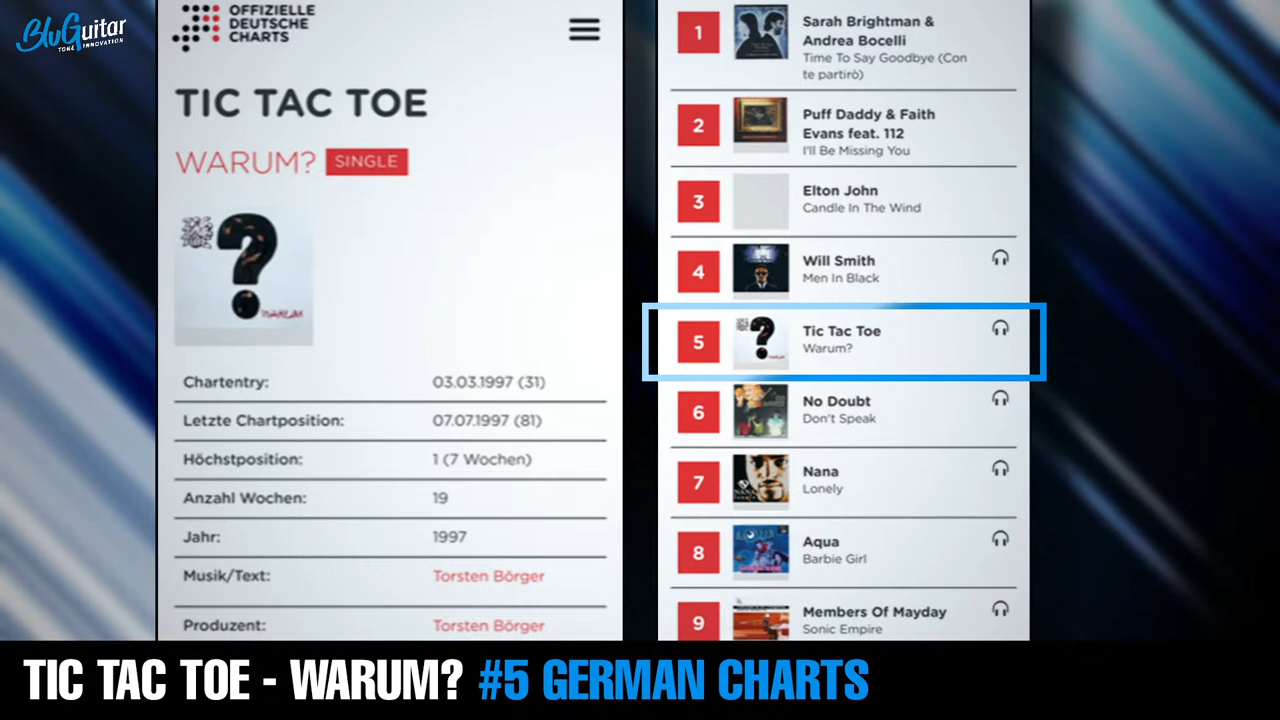 BluGuitar
TONE INNOVATION
OFFIZIELLE
DEUTSCHE
CHARTS
TIC TAC TOE
WARUM? SINGLE
?
WARUM
Chartentry: 03.03.1997 (31)
Letzte Chartposition: 07.07.1997 (81)
Höchstposition: 1 (7 Wochen)
Anzahl Wochen: 19
Jahr: 1997
Musik/Text: Torsten Börger
Produzent: Torsten Börger
1
Sarah Brightman &
Andrea Bocelli
Time To Say Goodbye (Con
te partirò)
2
Puff Daddy & Faith
Evans feat. 112
I'll Be Missing You
3
Elton John
Candle In The Wind
4
Will Smith
Men In Black
5
?
Tic Tac Toe
Warum?
6
No Doubt
Don't Speak
7
NANA
Nana
Lonely
8
Aqua
Barbie Girl
9
Members Of Mayday
Sonic Empire
TIC TAC TOE - WARUM? #5 GERMAN CHARTS